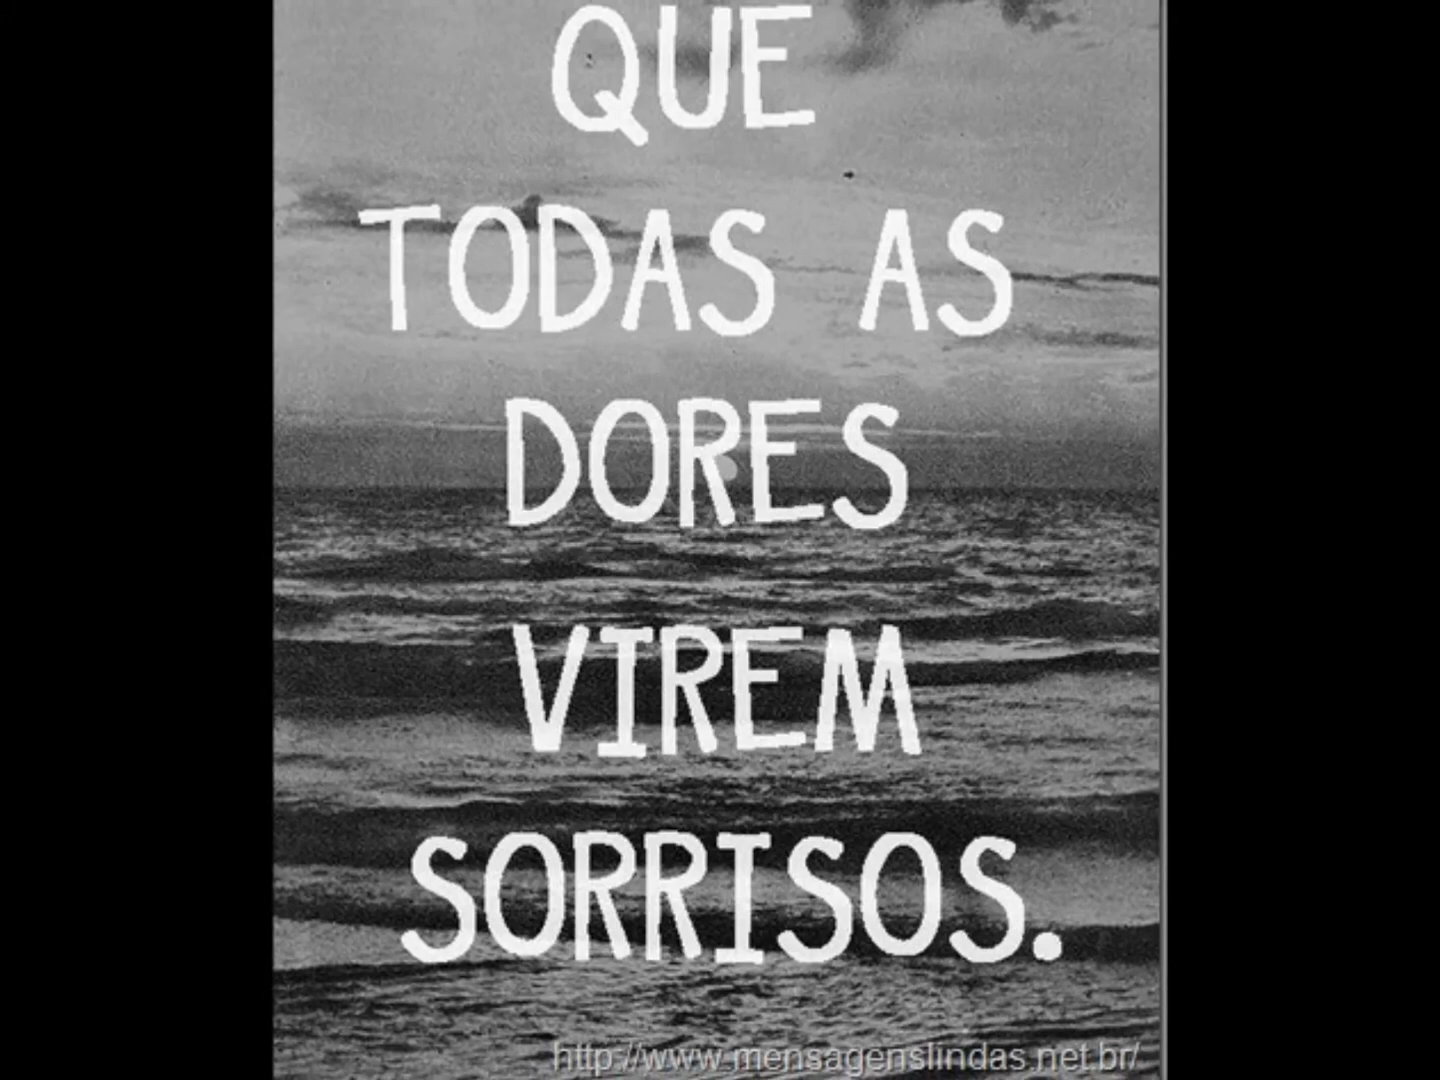 QUE
TODAS AS
DORES
VIREM
SORRISOS.
http://www.mensagenslindas.net.br/